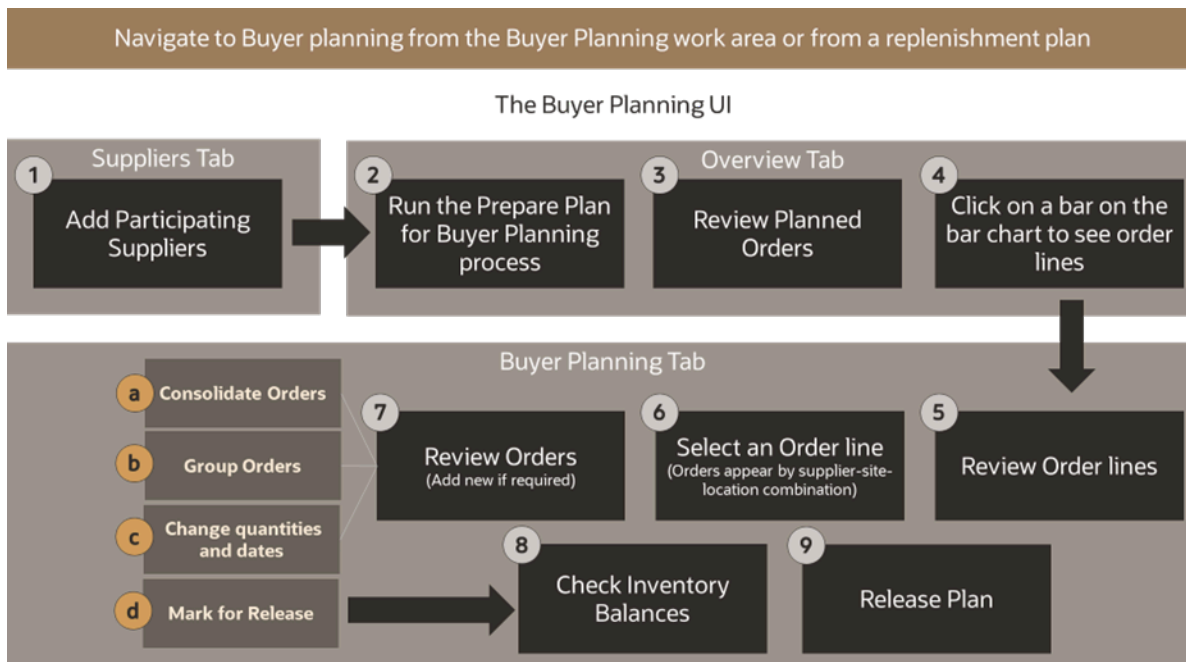 Navigate to Buyer planning from the Buyer Planning work area or from a replenishment plan
The Buyer Planning UI
Suppliers Tab
1
Add Participating
Suppliers
Overview Tab
2
Run the Prepare Plan
for Buyer Planning
process
3
Review Planned
Orders
4
Click on a bar on the
bar chart to see order
lines
Buyer Planning Tab
5
Review Order lines
6
Select an Order line
(Orders appear by supplier-site-
location combination)
7
Review Orders
(Add new if required)
a
Consolidate Orders
b
Group Orders
c
Change quantities
and dates
d
Mark for Release
8
Check Inventory
Balances
9
Release Plan